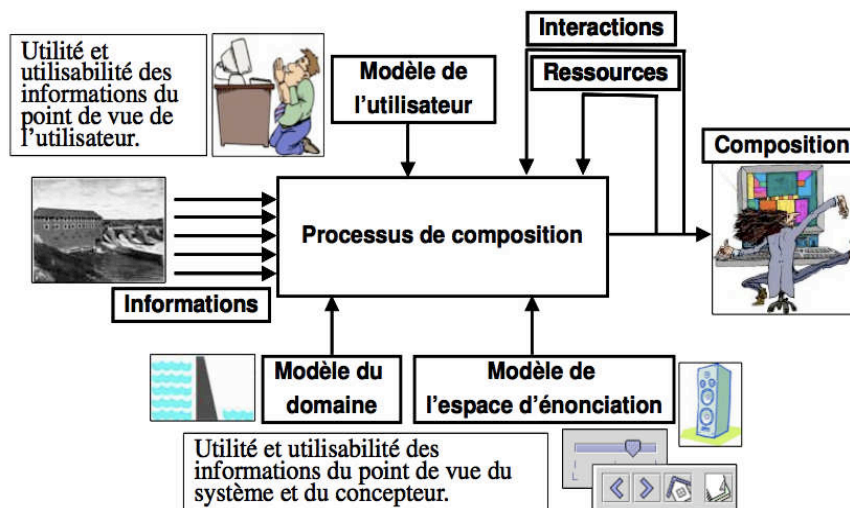 Utilité et
utilisabilité des
informations du
point de vue de
l'utilisateur.
Modèle de
l'utilisateur
Interactions
Ressources
Composition
Processus de composition
Informations
Modèle du
domaine
Modèle de
l'espace d'énonciation
Utilité et utilisabilité des
informations du point de vue du
système et du concepteur.